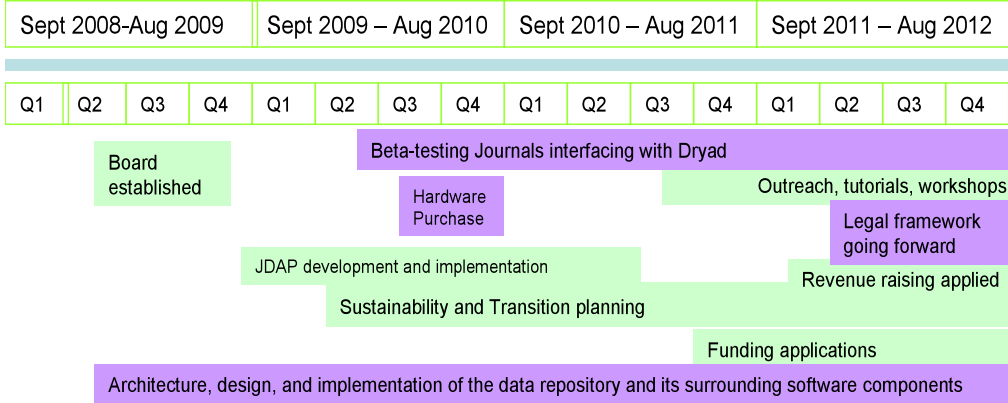 Sept 2008-Aug 2009
Sept 2009 – Aug 2010
Sept 2010 – Aug 2011
Sept 2011 – Aug 2012
Q1
Q2
Q3
Q4
Q1
Q2
Q3
Q4
Q1
Q2
Q3
Q4
Q1
Q2
Q3
Q4
Board
established
Beta-testing Journals interfacing with Dryad
Outreach, tutorials, workshops
Hardware
Purchase
Legal framework
going forward
JDAP development and implementation
Revenue raising applied
Sustainability and Transition planning
Funding applications
Architecture, design, and implementation of the data repository and its surrounding software components